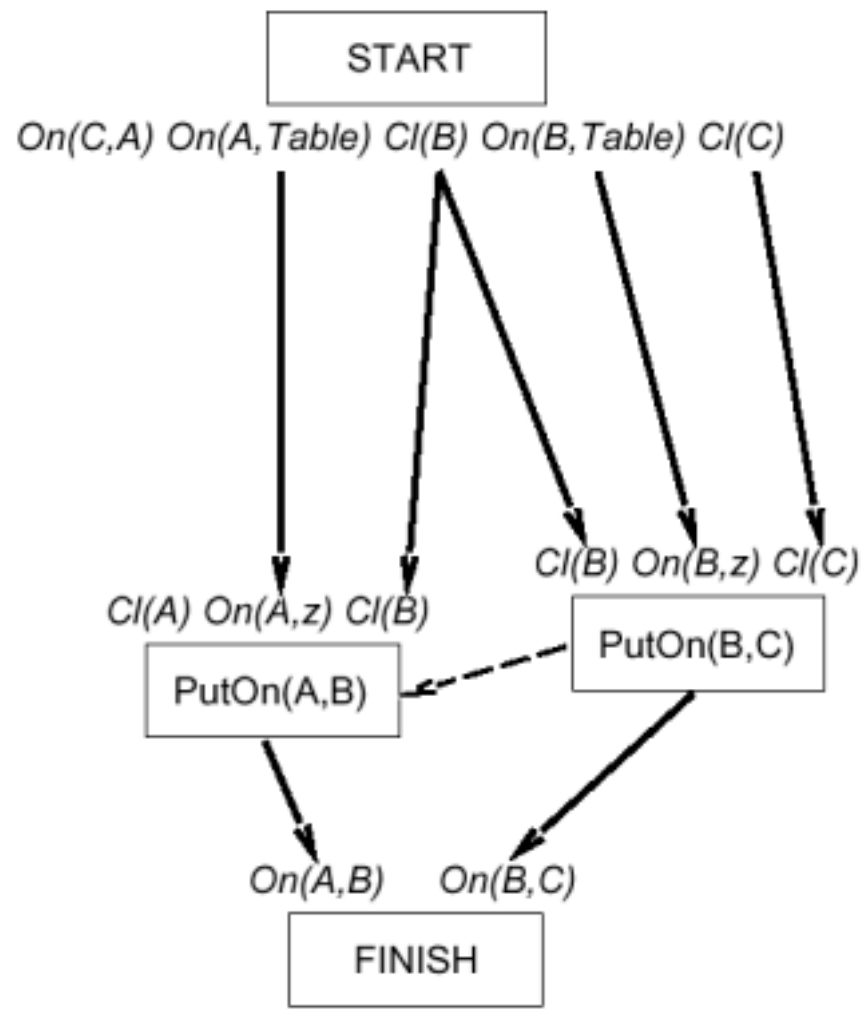 START
On(C,A) On(A,Table) Cl(B) On(B,Table) Cl(C)
Cl(B) On(B,z) Cl(C)
Cl(A) On(A,z) Cl(B)
PutOn(B,C)
PutOn(A,B)
On(A,B) On(B,C)
FINISH